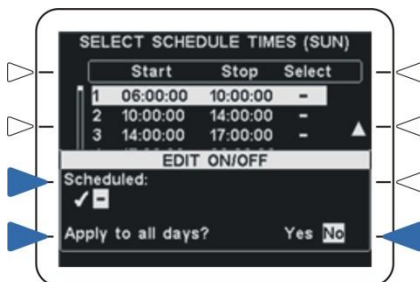 SELECT SCHEDULE TIMES (SUN)
Start Stop Select
1 06:00:00 10:00:00 -
2 10:00:00 14:00:00 -
3 14:00:00 17:00:00 -
EDIT ON/OFF
Scheduled:
✓ -
Apply to all days? Yes No